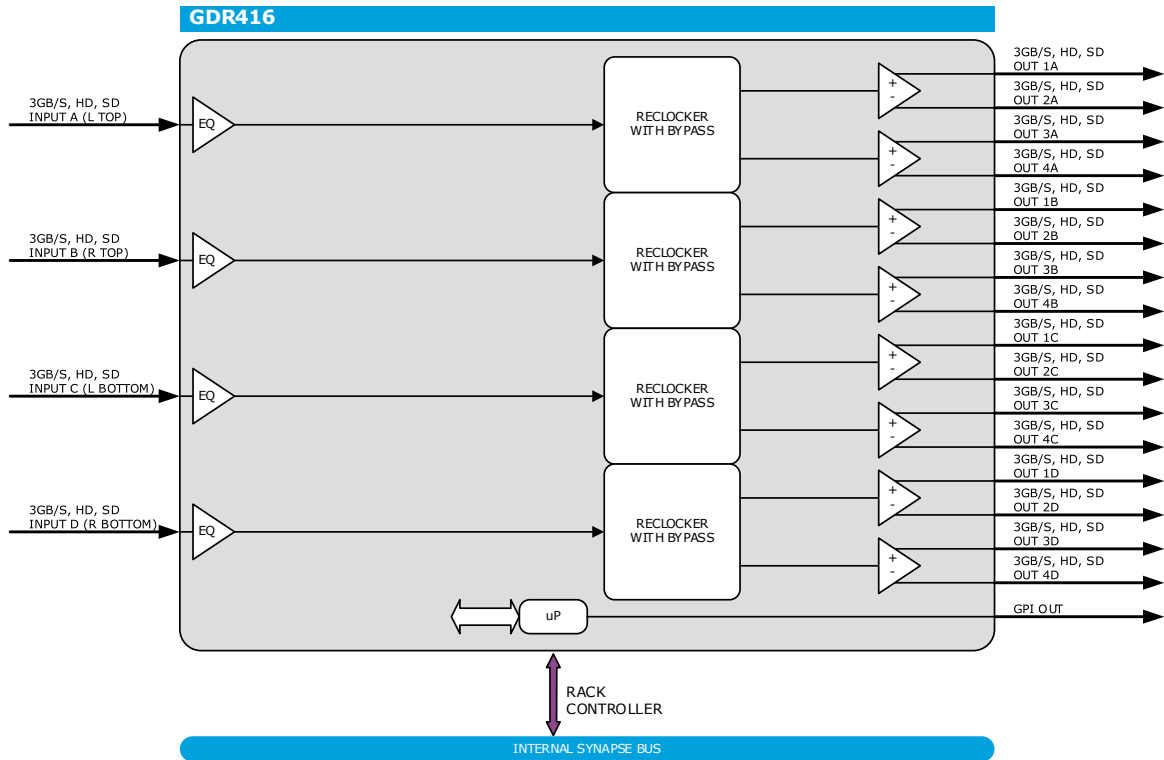 GDR416
3GB/S, HD, SD
INPUT A (L TOP)
EQ
RECLOCKER
WITH BYPASS
+
-
3GB/S, HD, SD
OUT 1A
3GB/S, HD, SD
OUT 2A
+
-
3GB/S, HD, SD
OUT 3A
3GB/S, HD, SD
OUT 4A
3GB/S, HD, SD
INPUT B (R TOP)
EQ
RECLOCKER
WITH BYPASS
+
-
3GB/S, HD, SD
OUT 1B
3GB/S, HD, SD
OUT 2B
+
-
3GB/S, HD, SD
OUT 3B
3GB/S, HD, SD
OUT 4B
3GB/S, HD, SD
INPUT C (L BOTTOM)
EQ
RECLOCKER
WITH BYPASS
+
-
3GB/S, HD, SD
OUT 1C
3GB/S, HD, SD
OUT 2C
+
-
3GB/S, HD, SD
OUT 3C
3GB/S, HD, SD
OUT 4C
3GB/S, HD, SD
INPUT D (R BOTTOM)
EQ
RECLOCKER
WITH BYPASS
+
-
3GB/S, HD, SD
OUT 1D
3GB/S, HD, SD
OUT 2D
+
-
3GB/S, HD, SD
OUT 3D
3GB/S, HD, SD
OUT 4D
uP
GPI OUT
RACK
CONTROLLER
INTERNAL SYNAPSE BUS